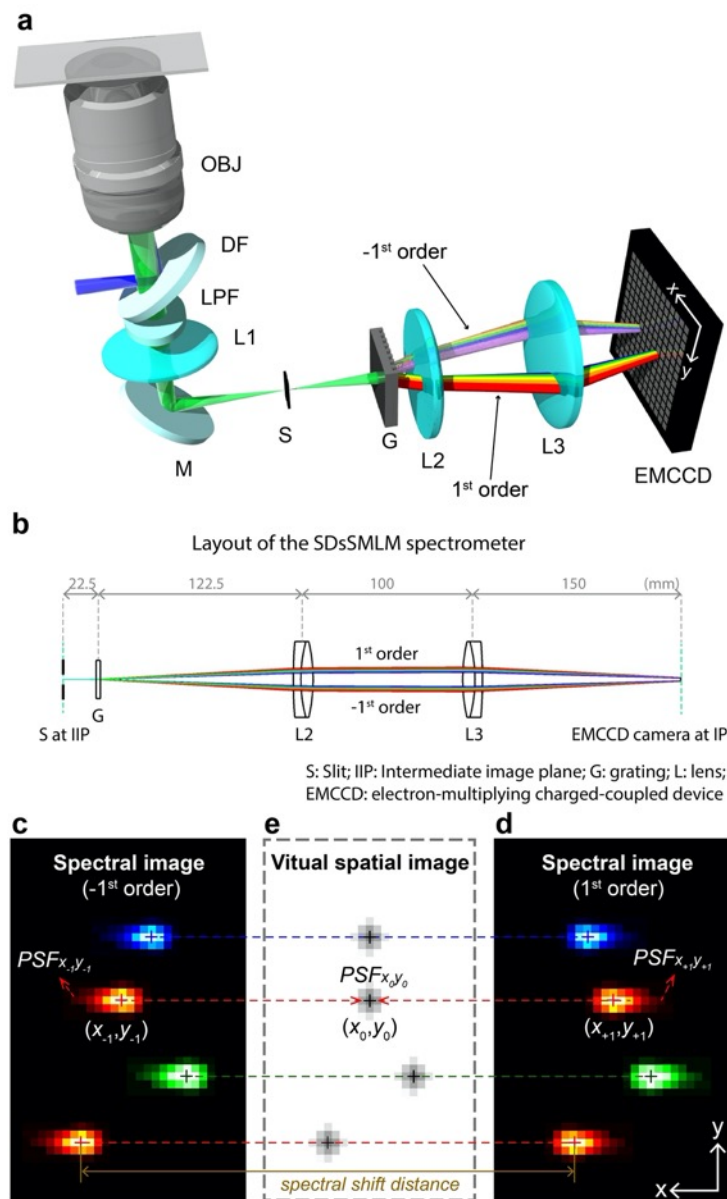 a
OBJ
DF
LPF
L1
M
S
G
L2
L3
-1st order
1st order
x
y
EMCCD
b
Layout of the SDsSMLM spectrometer
22.5 122.5 100 150 (mm)
1st order
-1st order
G
S at IIP
L2
L3
EMCCD camera at IP
S: Slit; IIP: Intermediate image plane; G: grating; L: lens;
EMCCD: electron-multiplying charged-coupled device
c
Spectral image
(-1st order)
PSFx-1y-1
(x-1,y-1)
e
Vitual spatial image
PSFx0y0
(x0,y0)
d
Spectral image
(1st order)
PSFx+1y+1
(x+1,y+1)
spectral shift distance
y
x